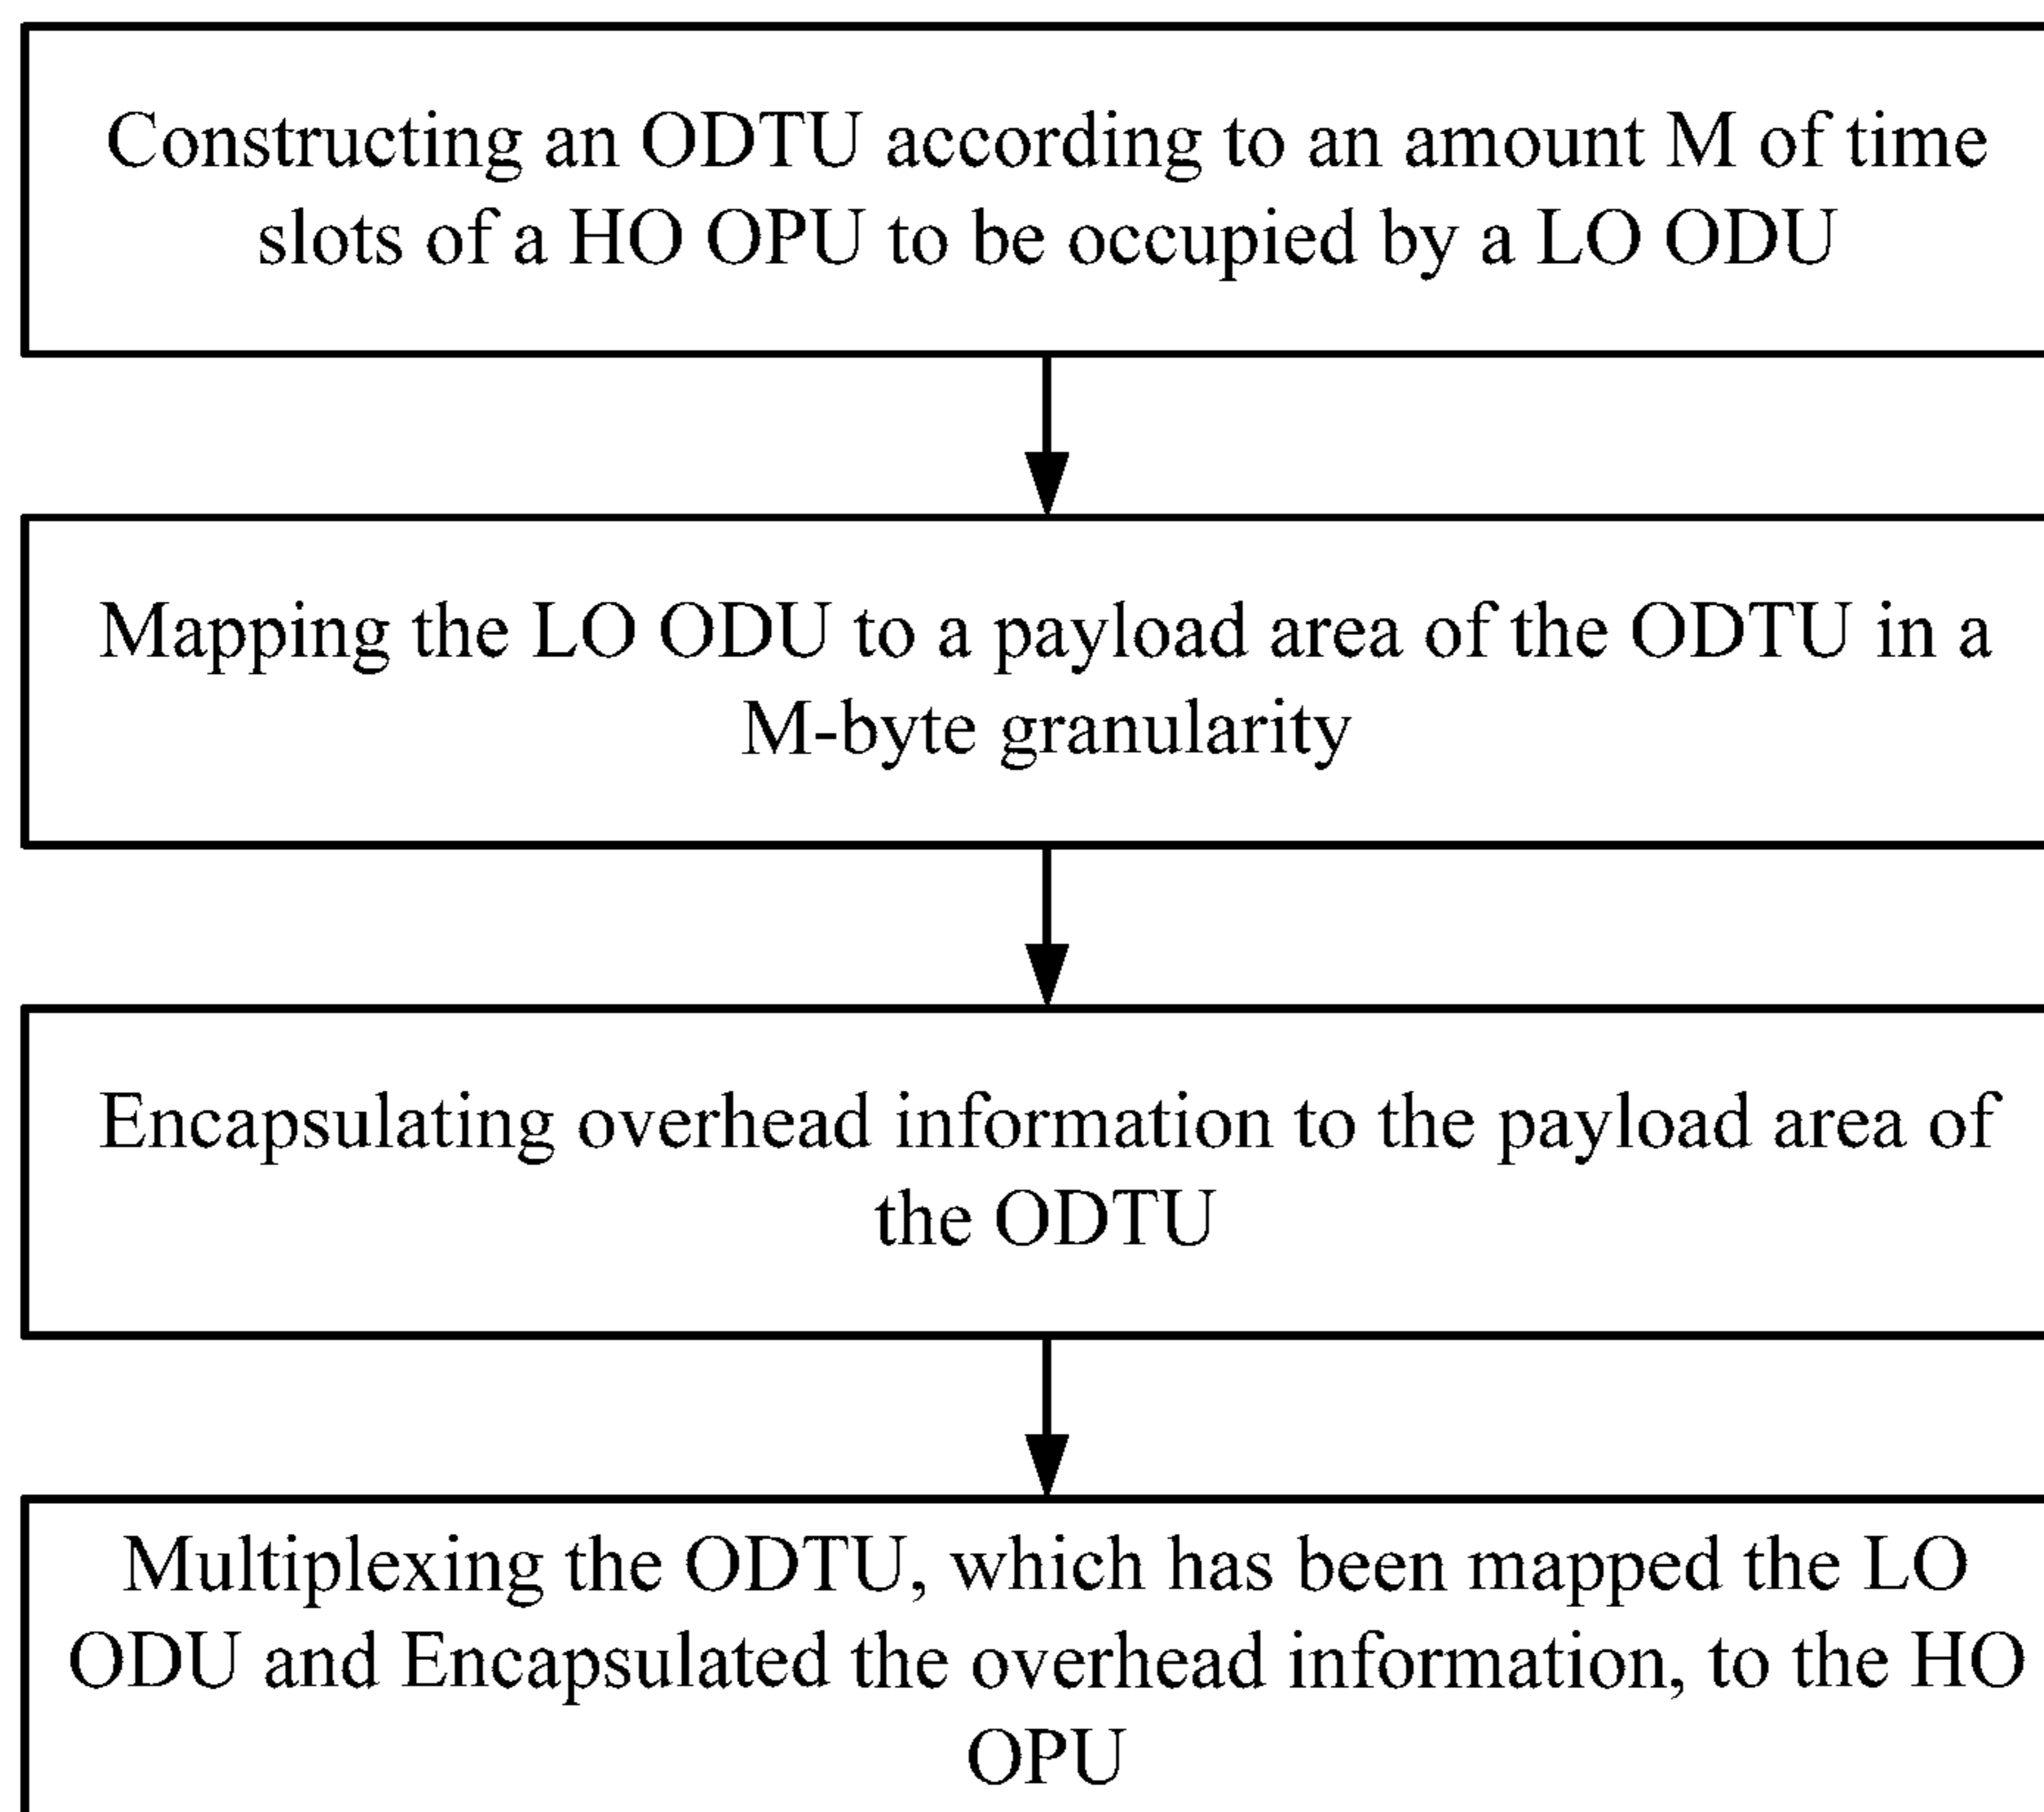 Constructing an ODTU according to an amount M of time
slots of a HO OPU to be occupied by a LO ODU
Mapping the LO ODU to a payload area of the ODTU in a
M-byte granularity
Encapsulating overhead information to the payload area of
the ODTU
Multiplexing the ODTU, which has been mapped the LO
ODU and Encapsulated the overhead information, to the HO
OPU